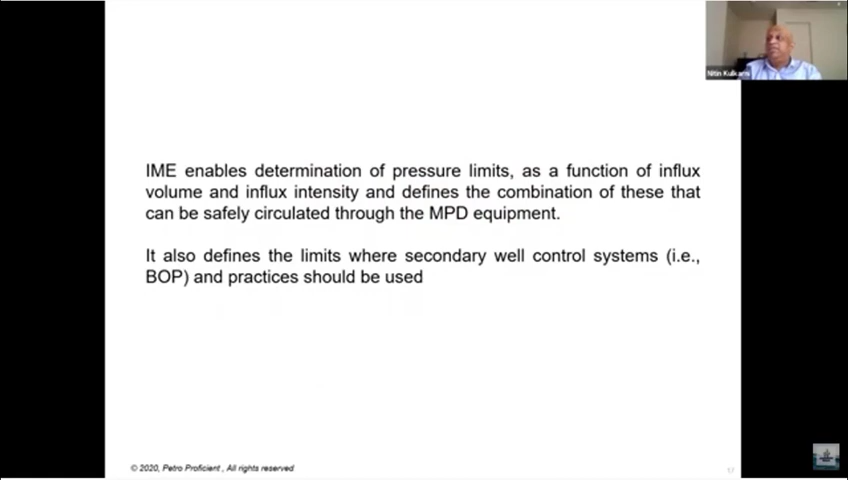 Nitin Kulkarni
IME enables determination of pressure limits, as a function of influx
volume and influx intensity and defines the combination of these that
can be safely circulated through the MPD equipment.
It also defines the limits where secondary well control systems (i.e.,
BOP) and practices should be used
© 2020, Petro Proficient , All rights reserved
17